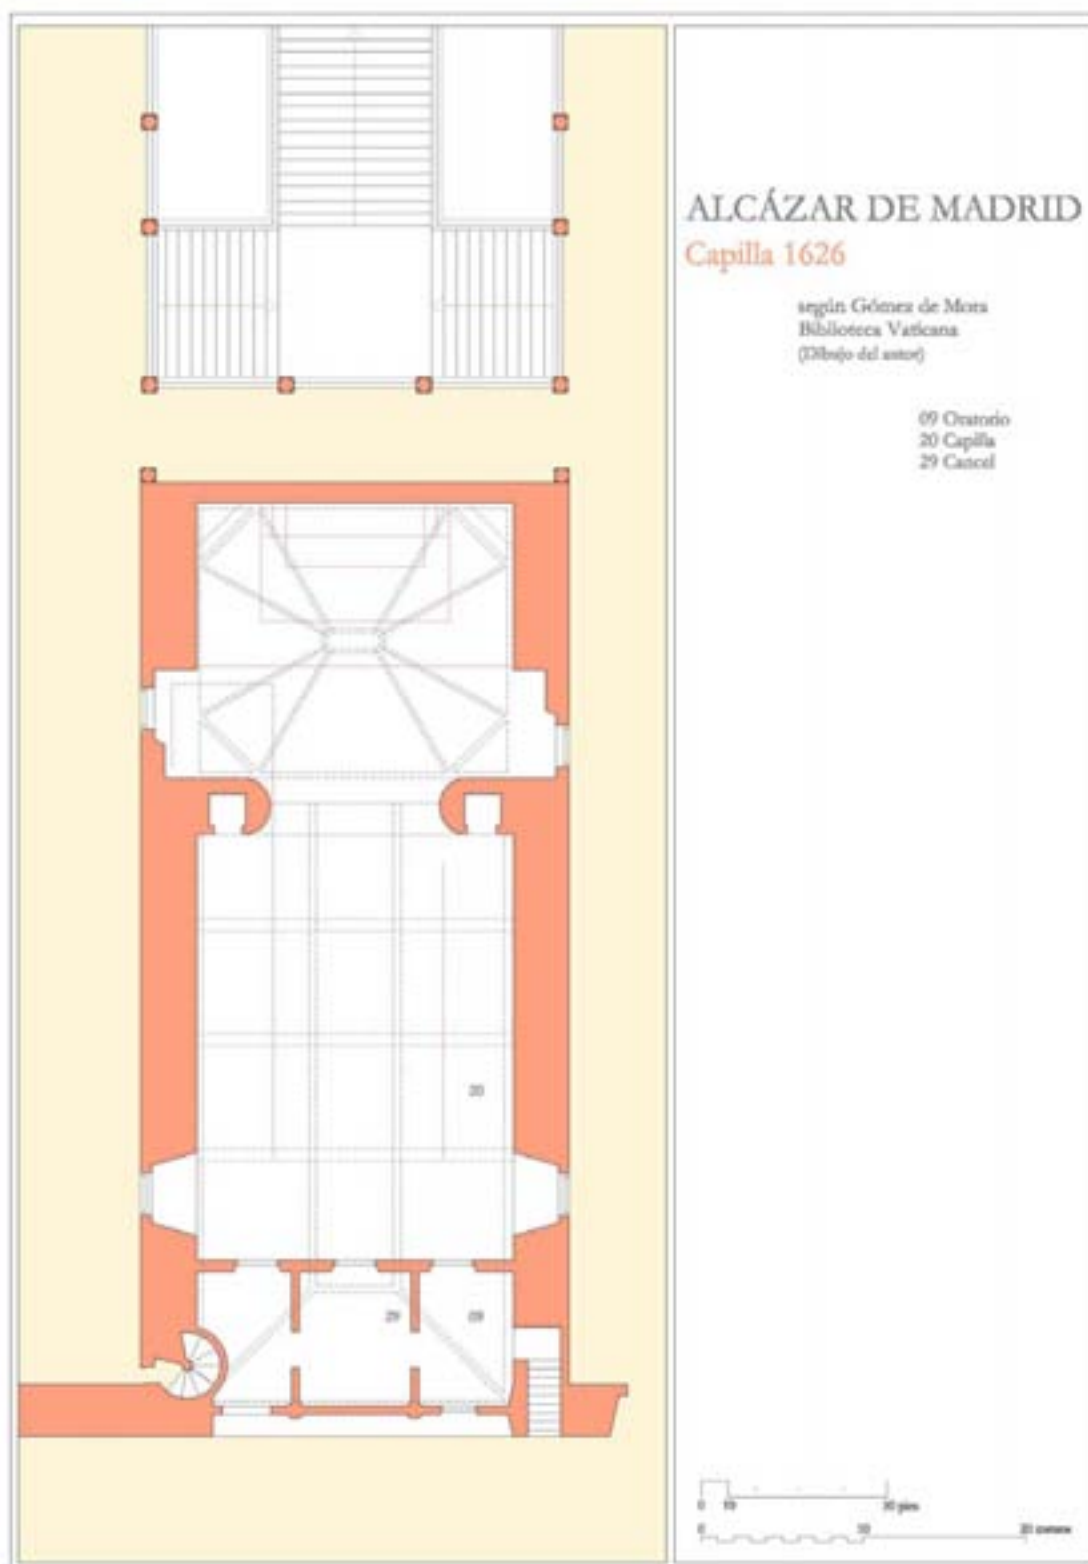 ALCÁZAR DE MADRID
Capilla 1626
según Gómez de Mora
Biblioteca Vaticana
(Dibujo del autor)
09 Oratorio
20 Capilla
29 Cancel
20
29
09
0 10 pies
0 10 20 metros